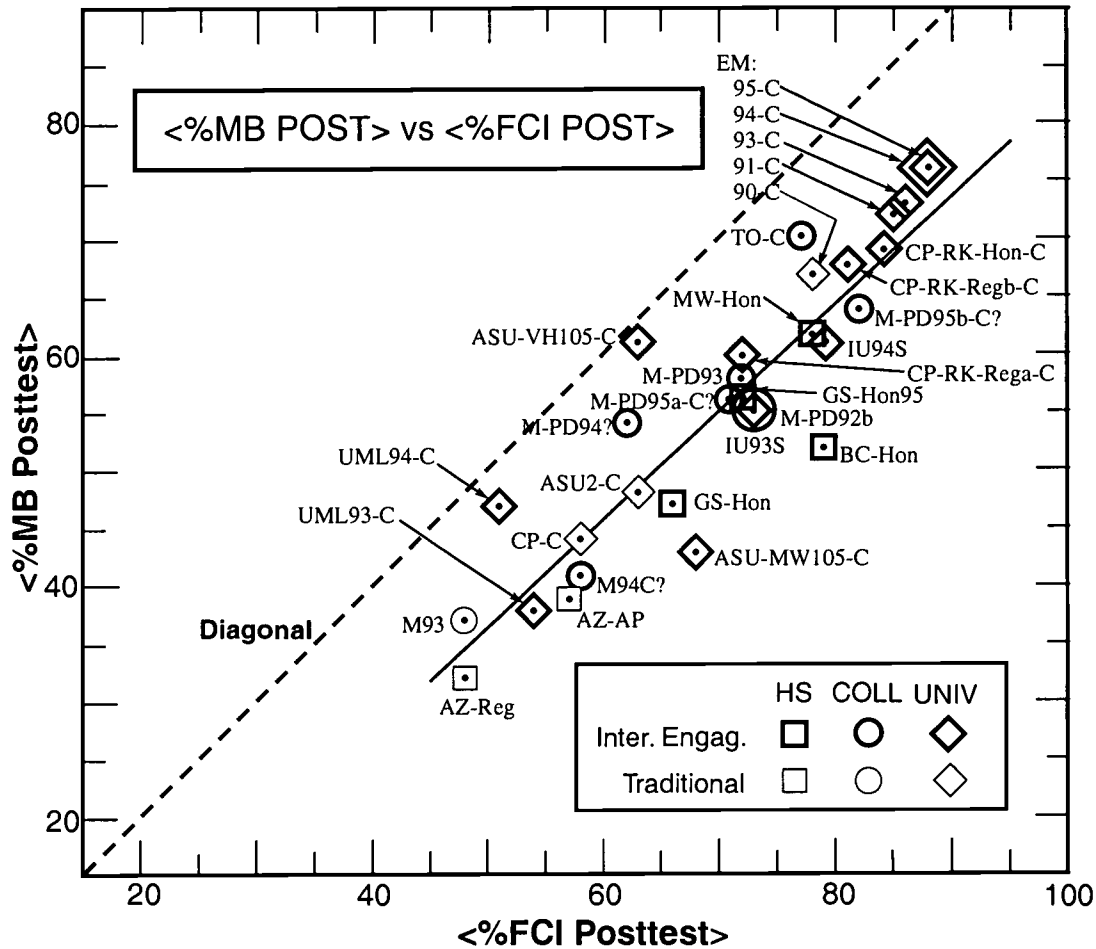 <%MB POST> vs <%FCI POST>
EM:
95-C
94-C
93-C
91-C
90-C
TO-C
CP-RK-Hon-C
CP-RK-Regb-C
MW-Hon
M-PD95b-C?
ASU-VH105-C
IU94S
M-PD93
CP-RK-Rega-C
M-PD95a-C?
GS-Hon95
M-PD94?
M-PD92b
IU93S
BC-Hon
UML94-C
ASU2-C
GS-Hon
UML93-C
CP-C
ASU-MW105-C
M94C?
M93
AZ-AP
Diagonal
AZ-Reg
HS COLL UNIV
Inter. Engag.
Traditional
<%MB Posttest>
80
60
40
20
20 40 60 80 100
<%FCI Posttest>